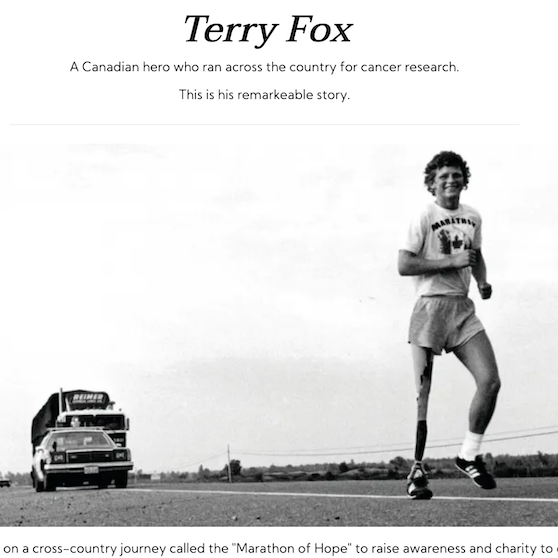 Terry Fox
A Canadian hero who ran across the country for cancer research.
This is his remarkeable story.
MARATHON
REIMER
on a cross-country journey called the "Marathon of Hope" to raise awareness and charity to